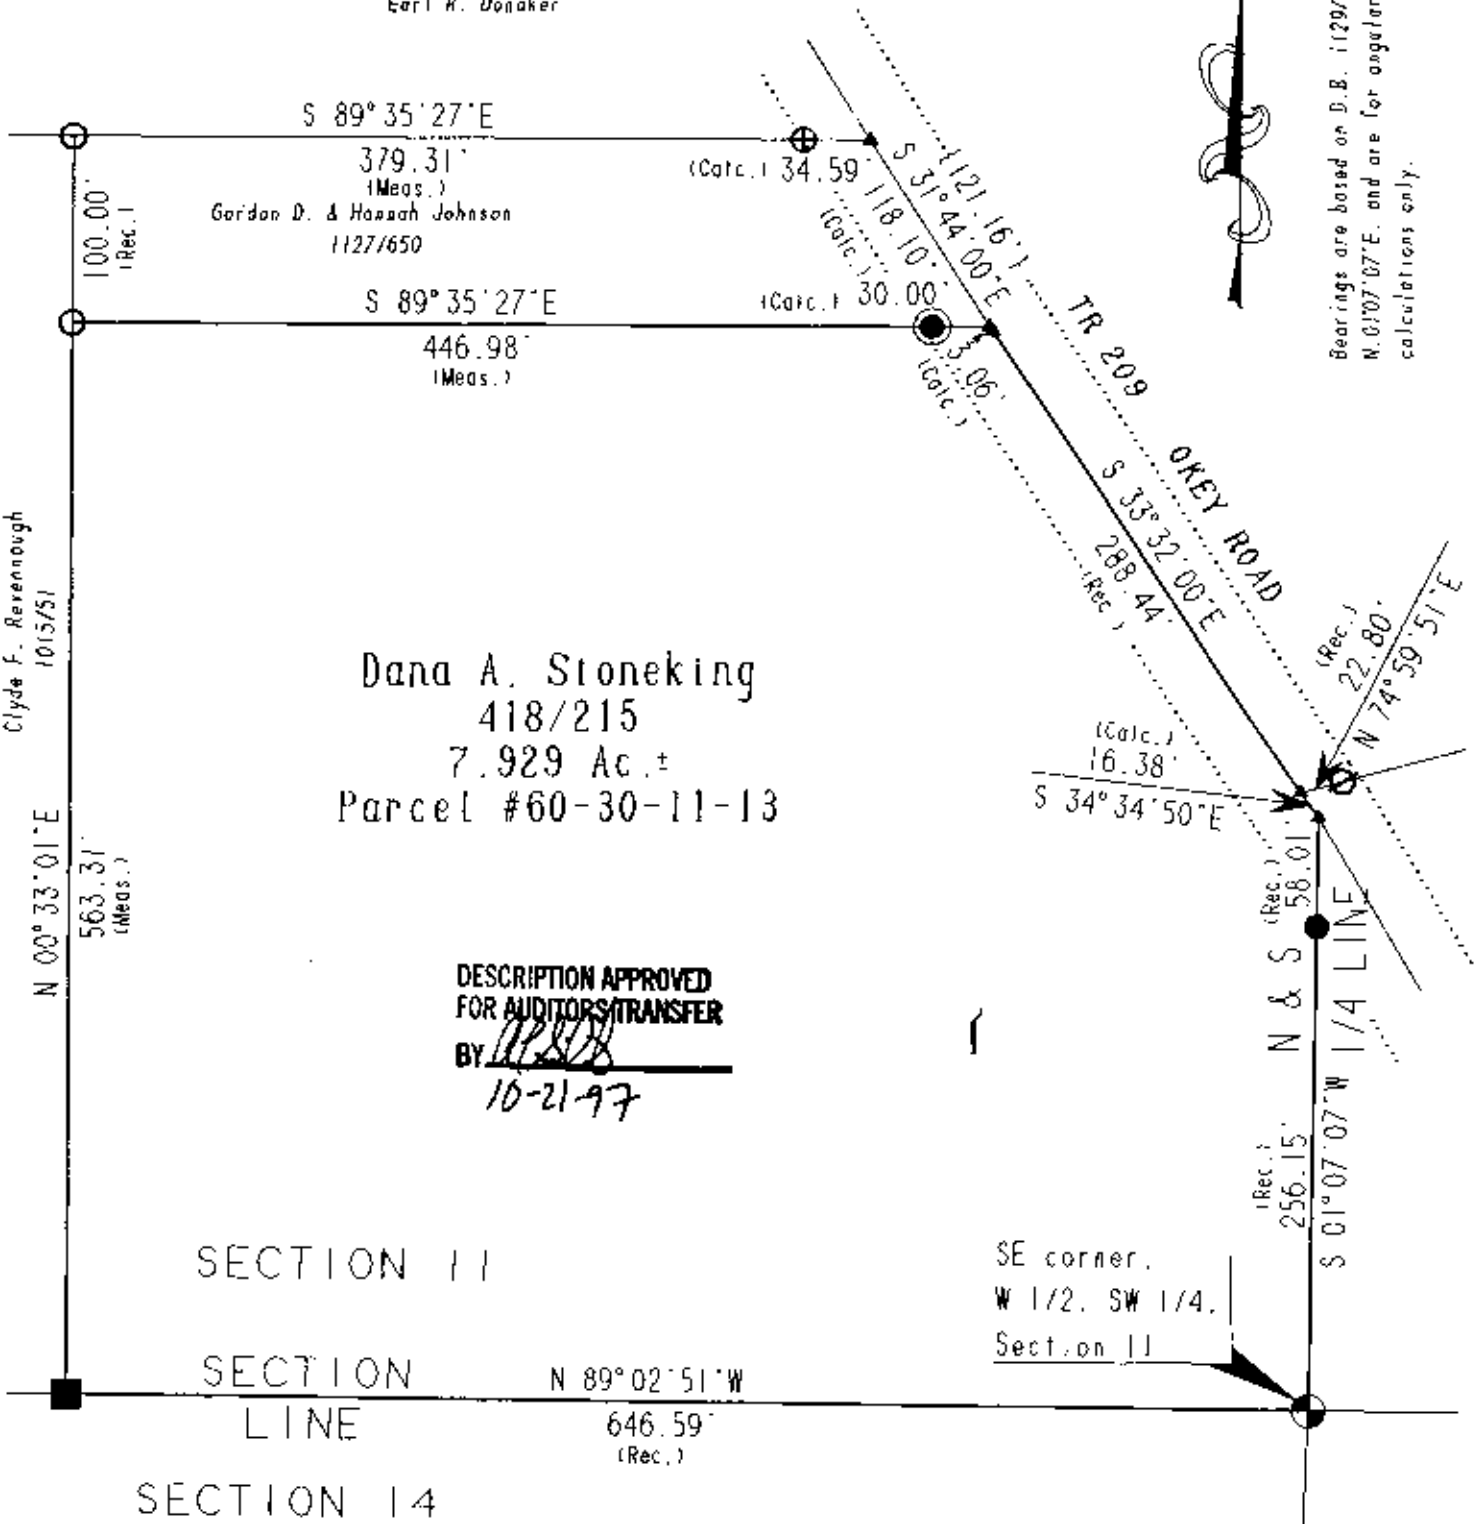 Earl R. Donaker
S 89°35'27"E
379.31'
(Meas.)
(Calc.) 34.59'
100.00'
(Rec.)
Gordon D. & Hannah Johnson
1127/650
S 31°44'00"E
118.10'
(Calc.)
(121.16')
S 89°35'27"E
446.98'
(Meas.)
(Calc.) 30.00'
3.06'
(Calc.)
TR 209 OKEY ROAD
S 33°32'00"E
288.44'
(Rec.)
Bearings are based on D.B. 1129/
N.01°07'07"E. and are for angular
calculations only.
Clyde F. Revennough
1015/51
N 00°33'01"E
563.31'
(Meas.)
Dana A. Stoneking
418/215
7.929 Ac.±
Parcel #60-30-11-13
(Rec.)
22.80'
N 74°59'51"E
(Calc.)
16.38'
S 34°34'50"E
(Rec.)
58.01'
N & S 1/4 LINE
(Rec.)
256.15'
S 01°07'07"W
DESCRIPTION APPROVED
FOR AUDITORS TRANSFER
BY
10-21-97
SECTION 11
SE corner,
W 1/2, SW 1/4,
Section 11
SECTION
LINE
N 89°02'51"W
646.59'
(Rec.)
SECTION 14